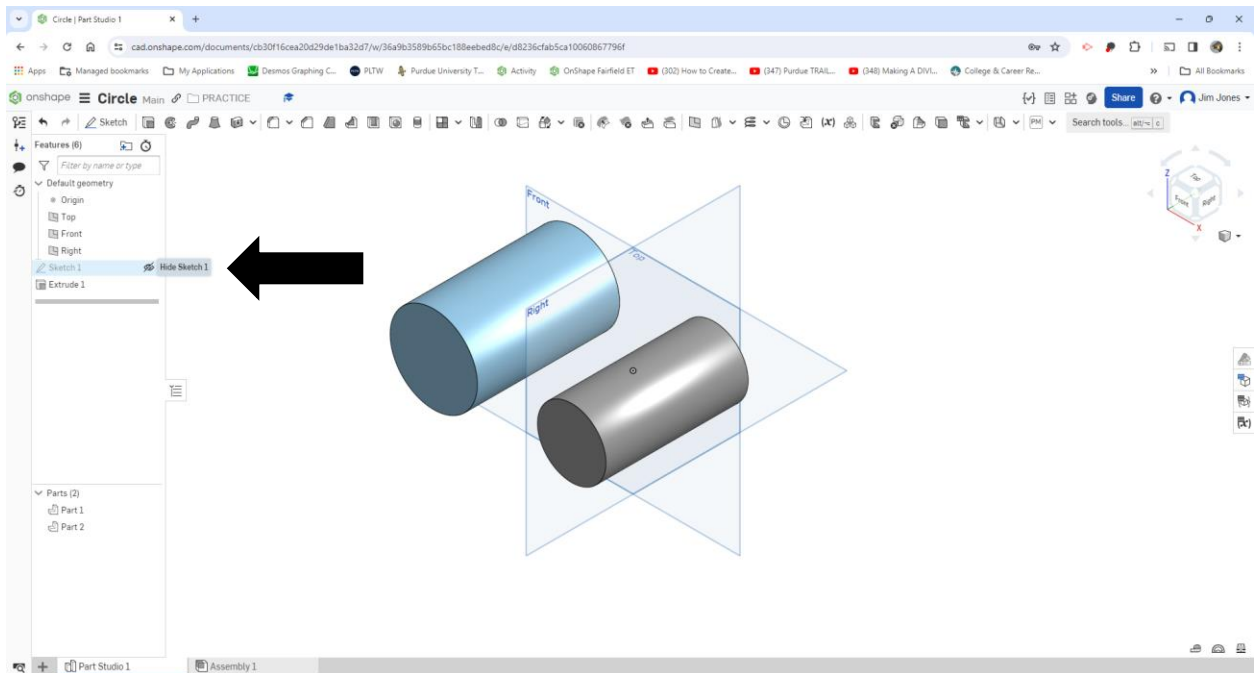 Circle | Part Studio 1
cad.onshape.com/documents/cb30f16cea20d29de1ba32d7/w/36a9b3589b65bc188eebed8c/e/d8236cfab5ca10060867796f
Apps Managed bookmarks My Applications Desmos Graphing C... PLTW Purdue University T... Activity OnShape Fairfield ET (302) How to Create... (347) Purdue TRAIL... (348) Making A DIVI... College & Career Re... » All Bookmarks
onshape Circle Main PRACTICE Share Jim Jones
Sketch PM Search tools... alt/⌥ c
Features (6)
Filter by name or type
Default geometry
Origin
Top
Front
Right
Sketch 1 Hide Sketch 1
Extrude 1
Front
Top
Right
Z
Top
Front Right
X
Parts (2)
Part 1
Part 2
Part Studio 1 Assembly 1